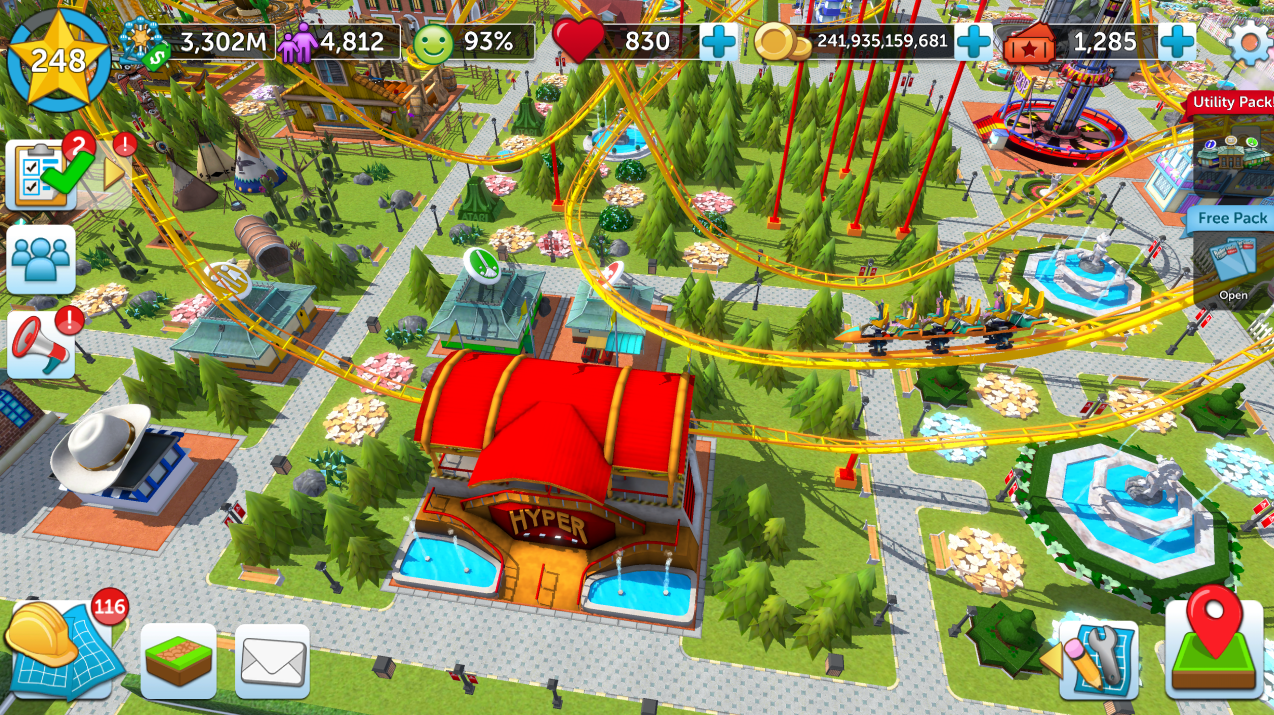 248
3,302M
4,812
93%
830
241,935,159,681
1,285
Utility Pack!
2
!
Free Pack
ATARI
Open
!
HYPER
116